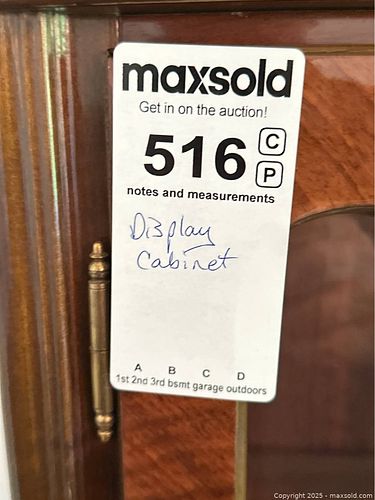 maxsold
Get in on the auction!
516 C
P
notes and measurements
Display
Cabinet
A B C D
1st 2nd 3rd bsmt garage outdoors
Copyright 2025 - maxsold.com